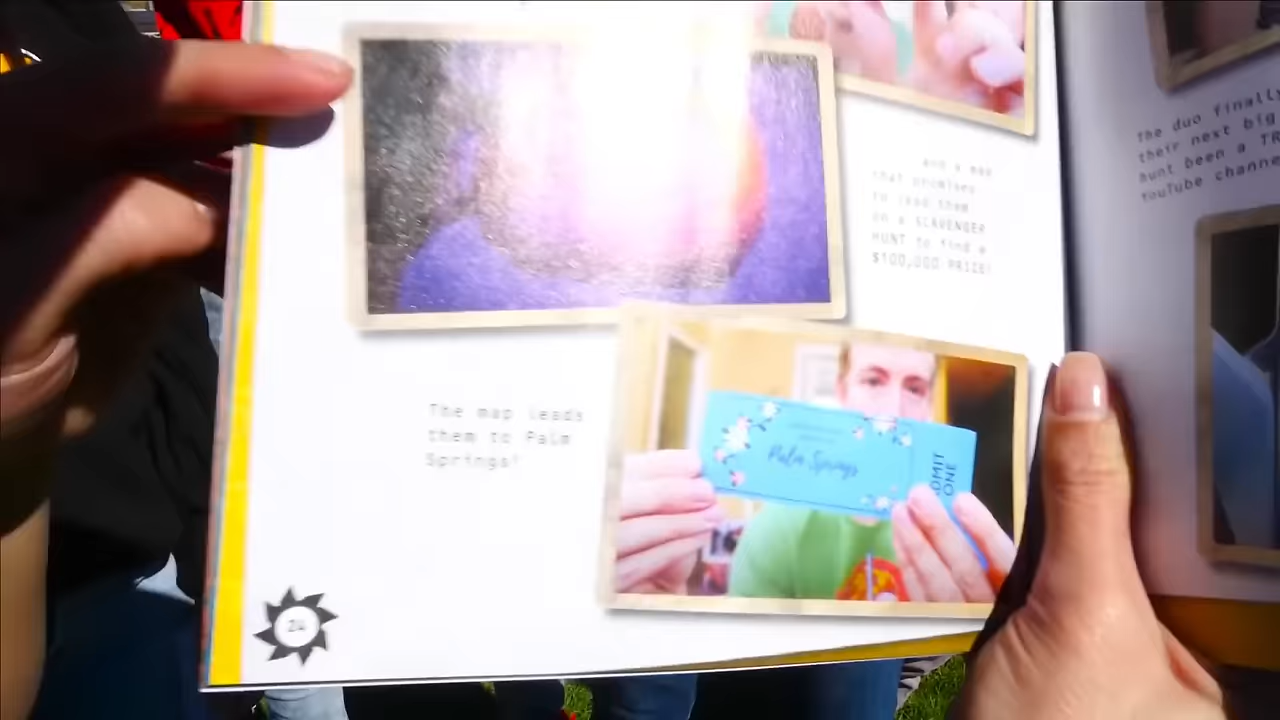 and a map
that promises
to lead them
on a SCAVENGER
HUNT to find a
$100,000 PRIZE!
The map leads
them to Palm
Springs!
Palm Springs
ADMIT
ONE
24
The duo finally
their next big
hunt been a TR
YouTube channe